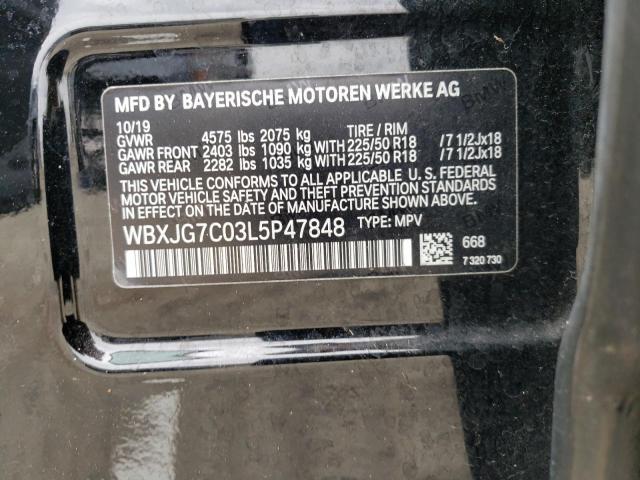 MFD BY BAYERISCHE MOTOREN WERKE AG
10/19 TIRE / RIM
GVWR 4575 lbs 2075 kg
GAWR FRONT 2403 lbs 1090 kg WITH 225/50 R18 / 7 1/2Jx18
GAWR REAR 2282 lbs 1035 kg WITH 225/50 R18 / 7 1/2Jx18
THIS VEHICLE CONFORMS TO ALL APPLICABLE U. S. FEDERAL
MOTOR VEHICLE SAFETY AND THEFT PREVENTION STANDARDS
IN EFFECT ON THE DATE OF MANUFACTURE SHOWN ABOVE.
WBXJG7C03L5P47848 TYPE: MPV
668
7 320 730